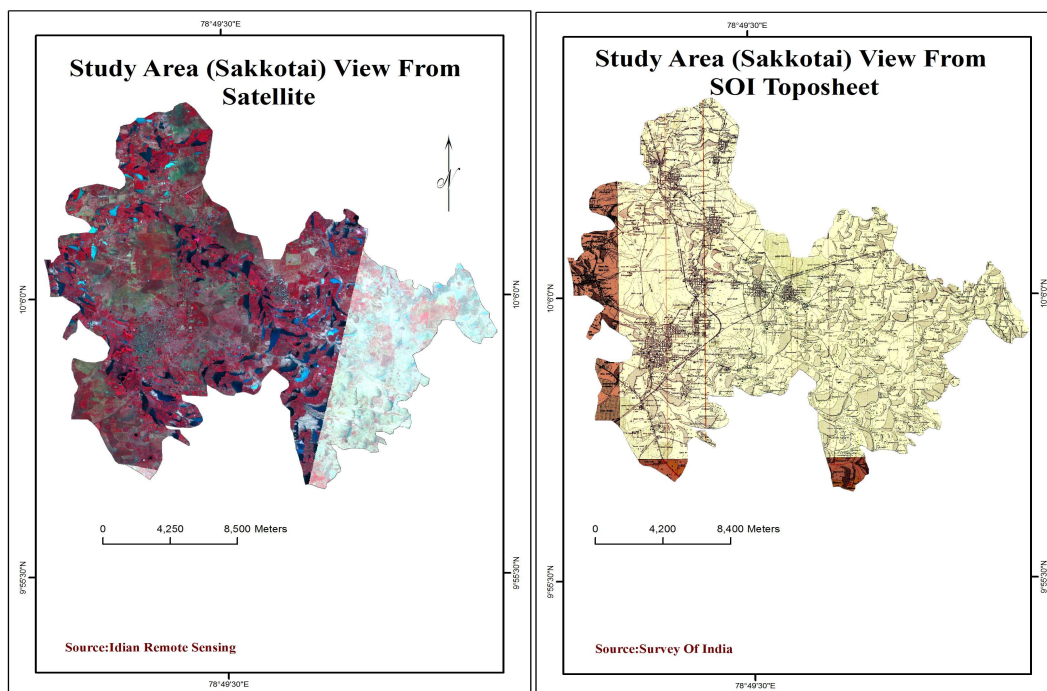 78°49'30"E
Study Area (Sakkotai) View From
Satellite
N
10°6'0"N
10°6'0"N
0 4,250 8,500 Meters
9°55'30"N
9°55'30"N
Source:Idian Remote Sensing
78°49'30"E
78°49'30"E
Study Area (Sakkotai) View From
SOI Toposheet
10°6'0"N
10°6'0"N
0 4,200 8,400 Meters
9°55'30"N
9°55'30"N
Source:Survey Of India
78°49'30"E